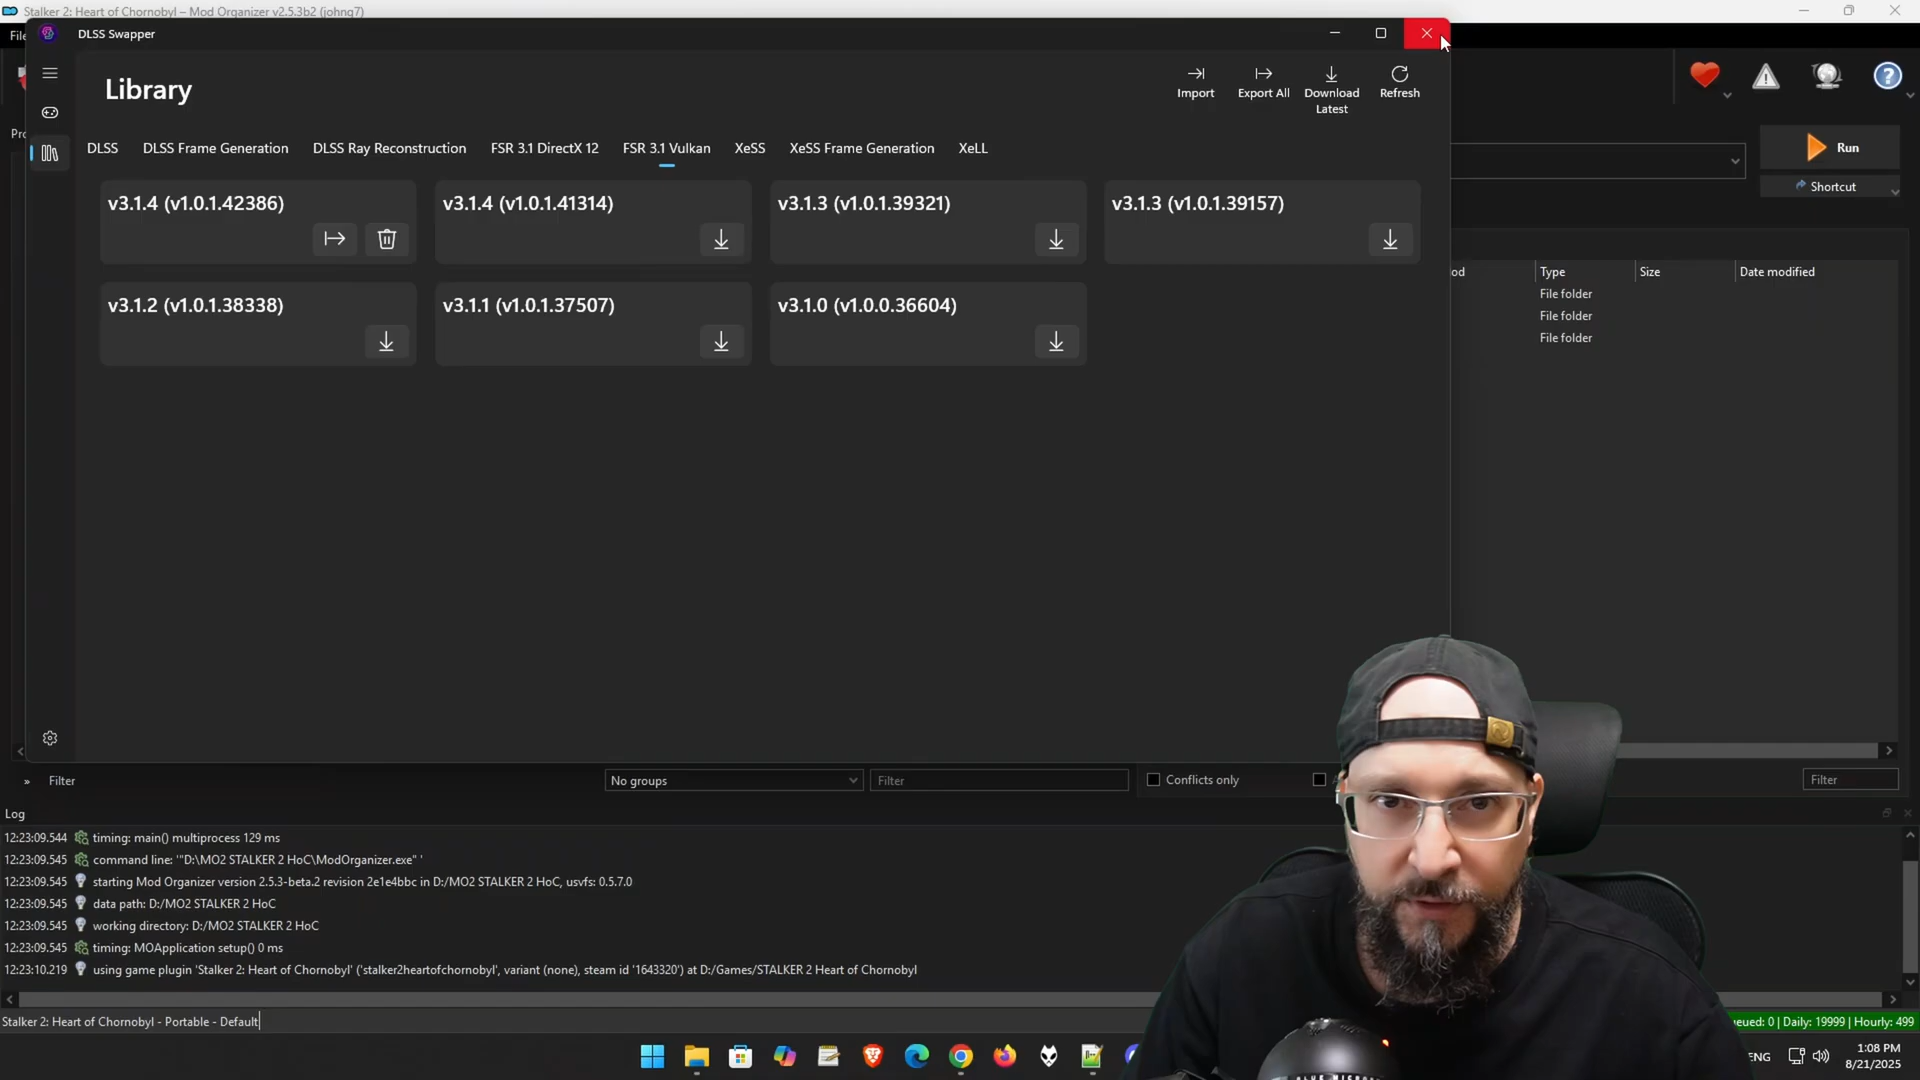 Stalker 2: Heart of Chornobyl – Mod Organizer v2.5.3b2 (johnq7)
DLSS Swapper
Library
Import
Export All
Download Latest
Refresh
DLSS
DLSS Frame Generation
DLSS Ray Reconstruction
FSR 3.1 DirectX 12
FSR 3.1 Vulkan
XeSS
XeSS Frame Generation
XeLL
v3.1.4 (v1.0.1.42386)
v3.1.4 (v1.0.1.41314)
v3.1.3 (v1.0.1.39321)
v3.1.3 (v1.0.1.39157)
v3.1.2 (v1.0.1.38338)
v3.1.1 (v1.0.1.37507)
v3.1.0 (v1.0.0.36604)
Run
Shortcut
Type
Size
Date modified
File folder
File folder
File folder
» Filter
No groups
Filter
Conflicts only
Filter
Log
12:23:09.544 timing: main() multiprocess 129 ms
12:23:09.545 command line: '"D:\MO2 STALKER 2 HoC\ModOrganizer.exe" '
12:23:09.545 starting Mod Organizer version 2.5.3-beta.2 revision 2e1e4bbc in D:/MO2 STALKER 2 HoC, usvfs: 0.5.7.0
12:23:09.545 data path: D:/MO2 STALKER 2 HoC
12:23:09.545 working directory: D:/MO2 STALKER 2 HoC
12:23:09.545 timing: MOApplication setup() 0 ms
12:23:10.219 using game plugin 'Stalker 2: Heart of Chornobyl' ('stalker2heartofchornobyl', variant (none), steam id '1643320') at D:/Games/STALKER 2 Heart of Chornobyl
Stalker 2: Heart of Chornobyl - Portable - Default
0 | Daily: 19999 | Hourly: 499
ENG
1:08 PM
8/21/2025